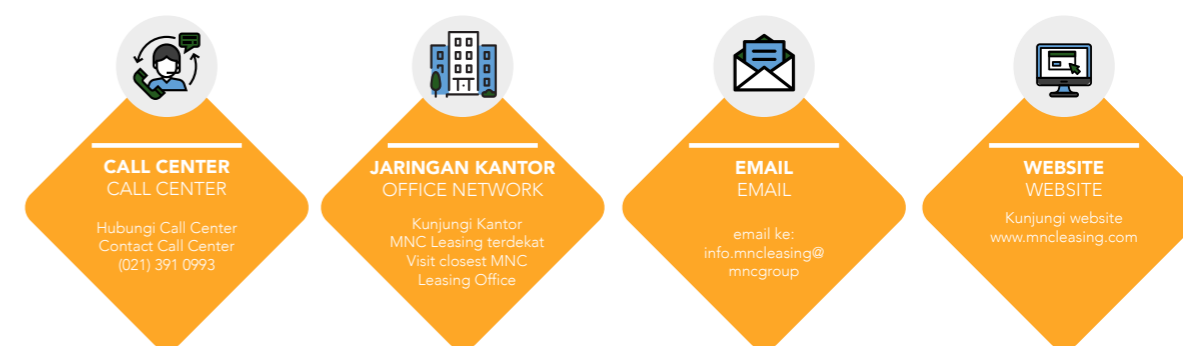 CALL CENTER
CALL CENTER
Hubungi Call Center
Contact Call Center
(021) 391 0993
JARINGAN KANTOR
OFFICE NETWORK
Kunjungi Kantor
MNC Leasing terdekat
Visit closest MNC
Leasing Office
EMAIL
EMAIL
email ke:
info.mncleasing@
mncgroup
WEBSITE
WEBSITE
Kunjungi website
www.mncleasing.com